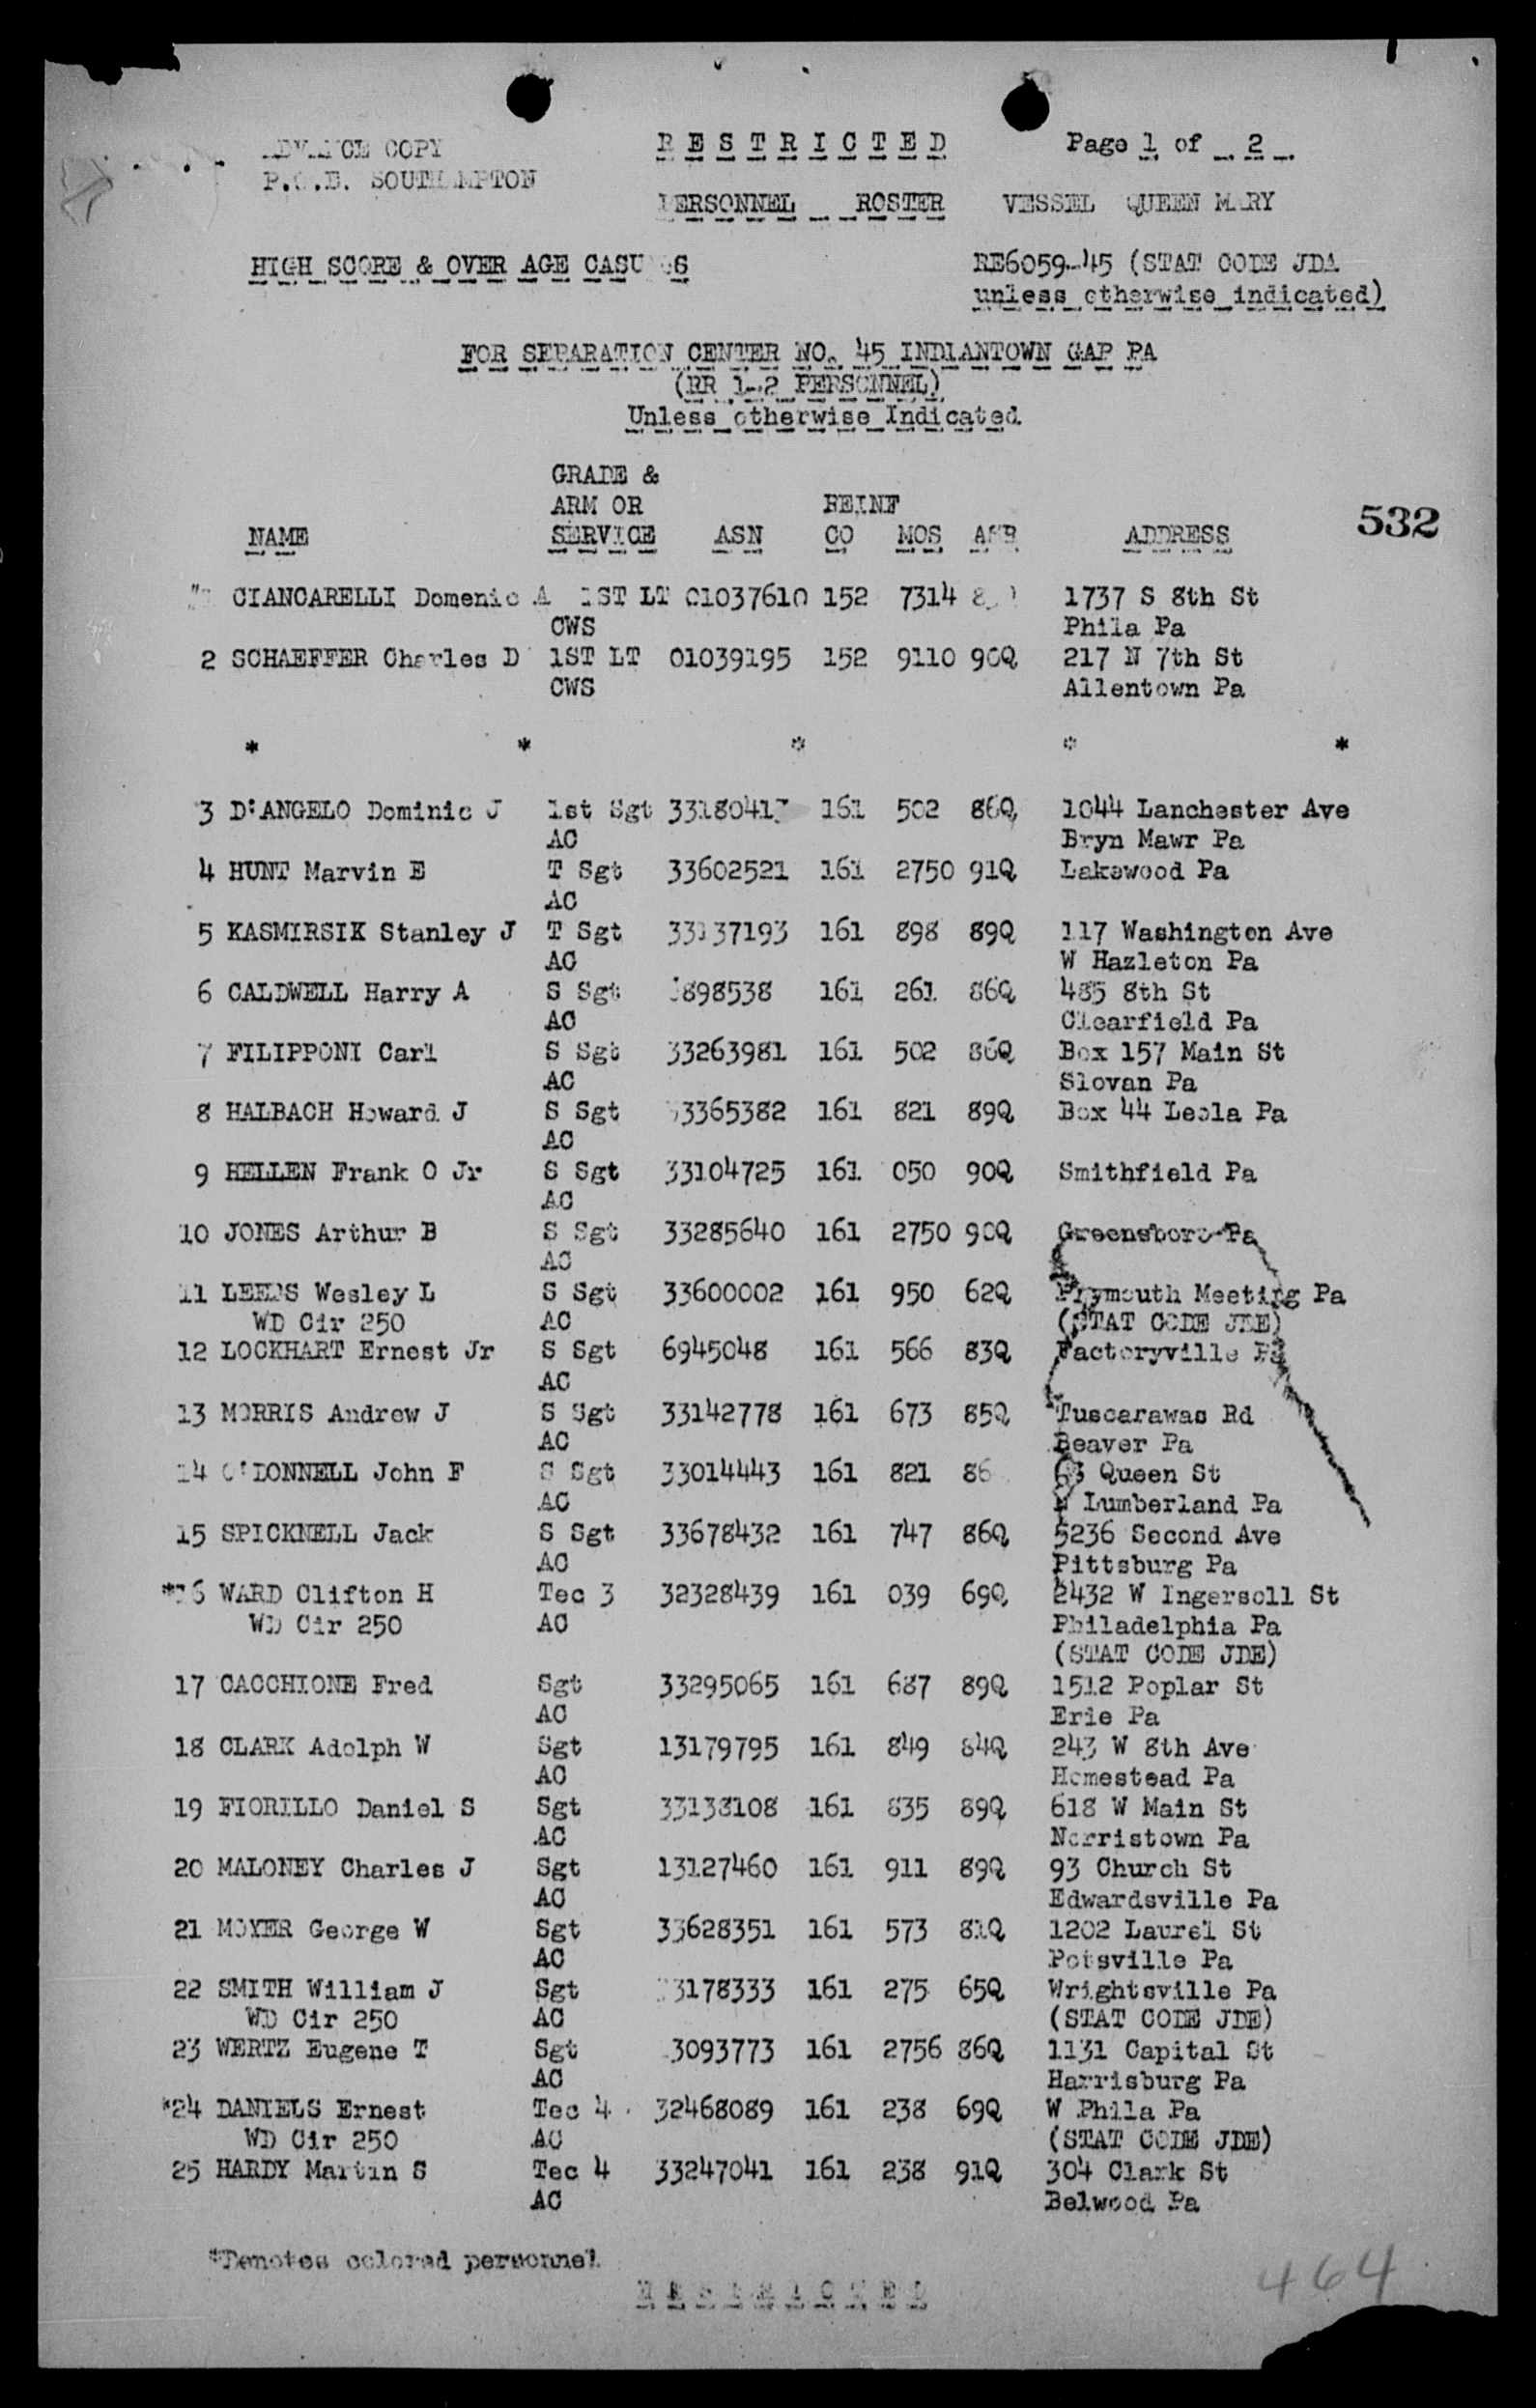 ADVANCE COPY
P.O.E. SOUTHAMPTON
RESTRICTED
Page 1 of 2
PERSONNEL ROSTER VESSEL QUEEN MARY
HIGH SCORE & OVER AGE
RE6059-45 (STAT CODE JDA
unless otherwise indicated)
FOR SEPARATION CENTER NO. 45 INDIANTOWN GAP PA
(RR 1-2 PERSONNEL)
Unless otherwise Indicated
GRADE &
ARM OR REINF
NAME SERVICE ASN CO MOS ASR ADDRESS
532
CIANCARELLI Domenic A 1ST LT 01037610 152 7314 1737 S 8th St
CWS Phila Pa
2 SCHAEFFER Charles D 1ST LT 01039195 152 9110 90Q 217 N 7th St
CWS Allentown Pa
* * * * *
3 D'ANGELO Dominic J 1st Sgt 161 502 86Q 1044 Lanchester Ave
AC Bryn Mawr Pa
4 HUNT Marvin E T Sgt 33602521 161 2750 91Q Lakewood Pa
AC
5 KASMIRSIK Stanley J T Sgt 33137193 161 898 89Q 117 Washington Ave
AC W Hazleton Pa
6 CALDWELL Harry A S Sgt 161 261 86Q 485 8th St
AC Clearfield Pa
7 FILIPPONI Carl S Sgt 33263981 161 502 86Q Box 157 Main St
AC Slovan Pa
8 HALBACH Howard J S Sgt 33365382 161 821 89Q Box 44 Leola Pa
AC
9 HELLEN Frank O Jr S Sgt 33104725 161 050 90Q Smithfield Pa
AC
10 JONES Arthur B S Sgt 33285640 161 2750 90Q Greensboro Pa
AC
11 LEEDS Wesley L S Sgt 33600002 161 950 62Q Plymouth Meeting Pa
WD Cir 250 AC (STAT CODE JDE)
12 LOCKHART Ernest Jr S Sgt 6945048 161 566 83Q Factoryville Pa
AC
13 MORRIS Andrew J S Sgt 33142778 161 673 85Q Tuscarawas Rd
AC Beaver Pa
14 O'DONNELL John F S Sgt 33014443 161 821 86 63 Queen St
AC N Lumberland Pa
15 SPICKNELL Jack S Sgt 33678432 161 747 86Q 5236 Second Ave
AC Pittsburg Pa
*16 WARD Clifton H Tec 3 32328439 161 039 69Q 2432 W Ingersoll St
WD Cir 250 AC Philadelphia Pa
(STAT CODE JDE)
17 CACCHIONE Fred Sgt 33295065 161 687 89Q 1512 Poplar St
AC Erie Pa
18 CLARK Adolph W Sgt 13179795 161 849 84Q 243 W 8th Ave
AC Homestead Pa
19 FIORILLO Daniel S Sgt 33138108 161 835 89Q 618 W Main St
AC Norristown Pa
20 MALONEY Charles J Sgt 13127460 161 911 89Q 93 Church St
AC Edwardsville Pa
21 MOYER George W Sgt 33628351 161 573 81Q 1202 Laurel St
AC Potsville Pa
22 SMITH William J Sgt 33178333 161 275 65Q Wrightsville Pa
WD Cir 250 AC (STAT CODE JDE)
23 WERTZ Eugene T Sgt 3093773 161 2756 86Q 1131 Capital St
AC Harrisburg Pa
*24 DANIELS Ernest Tec 4 32468089 161 238 69Q W Phila Pa
WD Cir 250 AC (STAT CODE JDE)
25 HARDY Martin S Tec 4 33247041 161 238 91Q 304 Clark St
AC Belwood Pa
*Denotes colored personnel
RESTRICTED
464